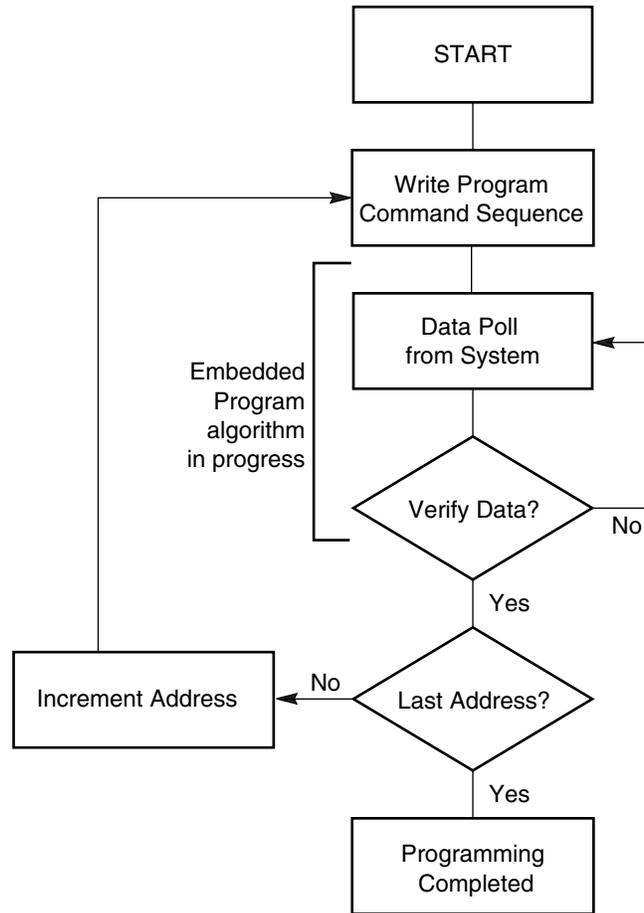 START
Write Program
Command Sequence
Data Poll
from System
Embedded
Program
algorithm
in progress
Verify Data?
No
Yes
Increment Address
No
Last Address?
Yes
Programming
Completed